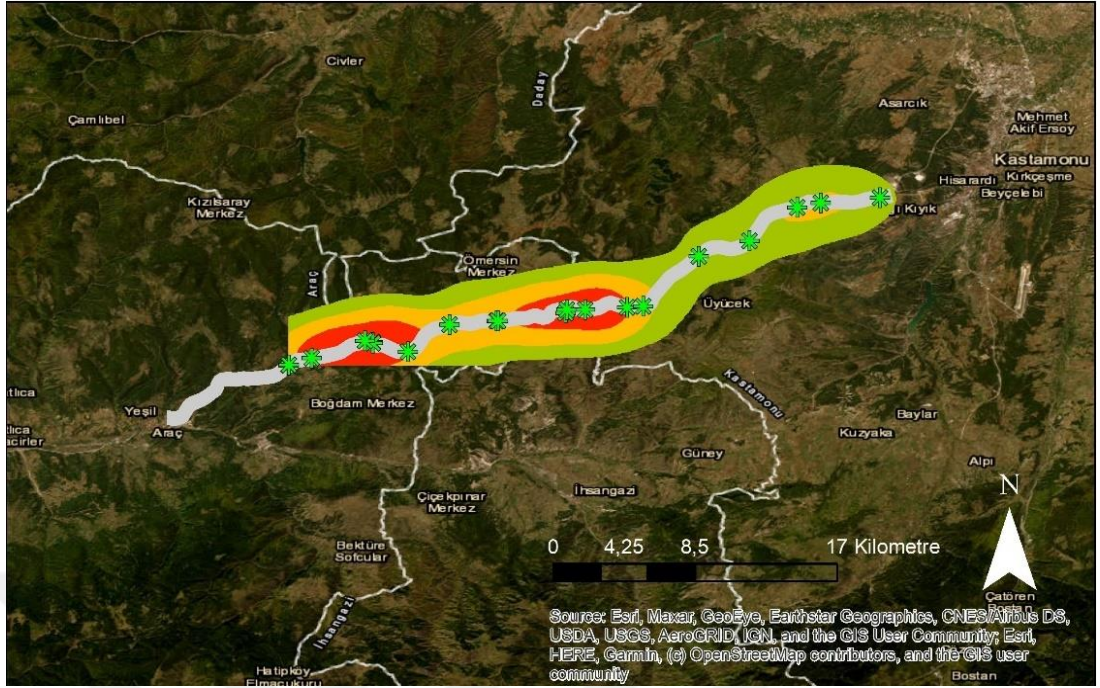 Civler
Daday
Asarcık
Çamlıbel
Mehmet
Akif Ersoy
Kastamonu
Hisarardı
Kırkçeşme
Beyçelebi
Kızılsaray
Merkez
Kıyık
Ömersin
Merkez
Araç
Üyücek
Boğdam Merkez
Kastamonu
Yeşil
Araç
Baylar
Kuzyaka
Güney
Alpı
İhsangazi
Çiçekpınar
Merkez
N
Bektüre
Sofcular
0 4,25 8,5 17 Kilometre
Çatören
Bostan
İhsangazi
Source: Esri, Maxar, GeoEye, Earthstar Geographics, CNES/Airbus DS,
USDA, USGS, AeroGRID, IGN, and the GIS User Community; Esri,
HERE, Garmin, (c) OpenStreetMap contributors, and the GIS user
community
Hatipköy
Elmaçukuru
Bostan